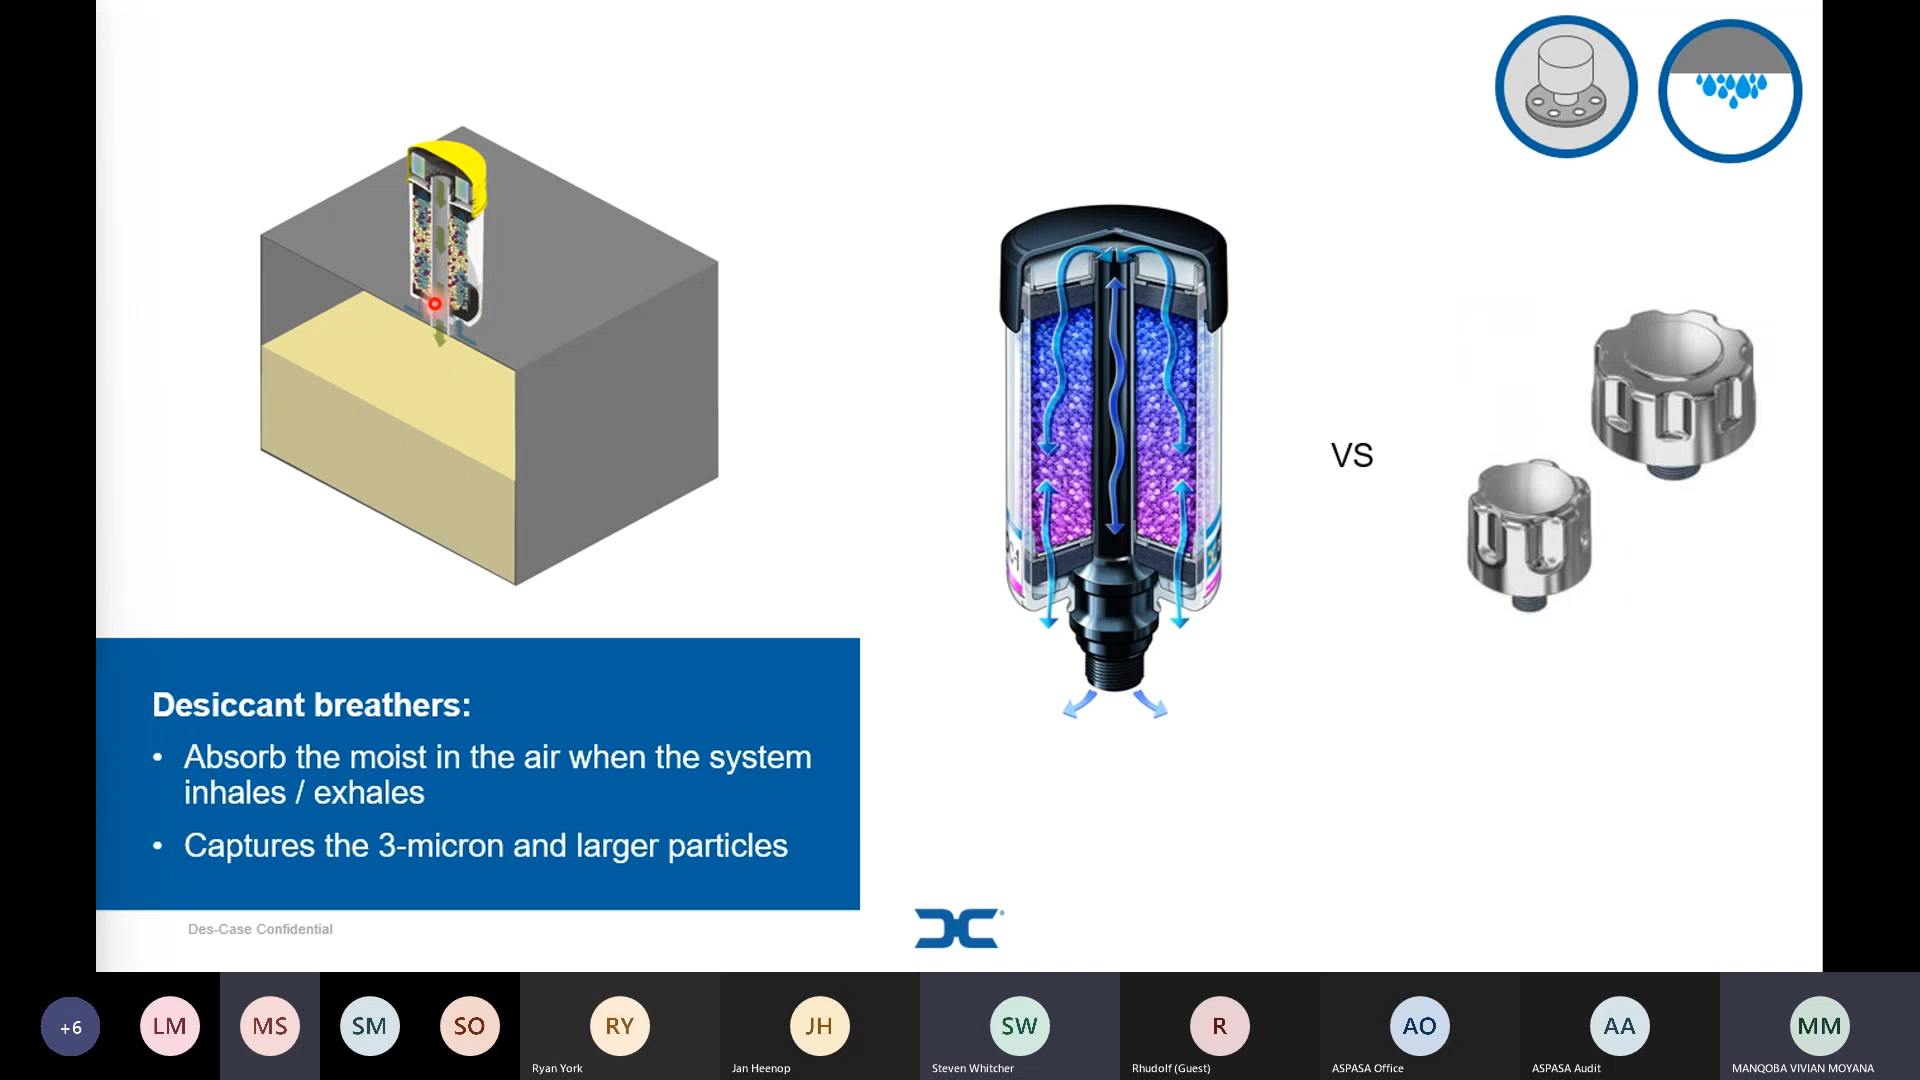 VS
Desiccant breathers:
• Absorb the moist in the air when the system
inhales / exhales
• Captures the 3-micron and larger particles
Des-Case Confidential
+6
LM
MS
SM
SO
RY
Ryan York
JH
Jan Heenop
SW
Steven Whitcher
R
Rhudolf (Guest)
AO
ASPASA Office
AA
ASPASA Audit
MM
MANQOBA VIVIAN MOYANA